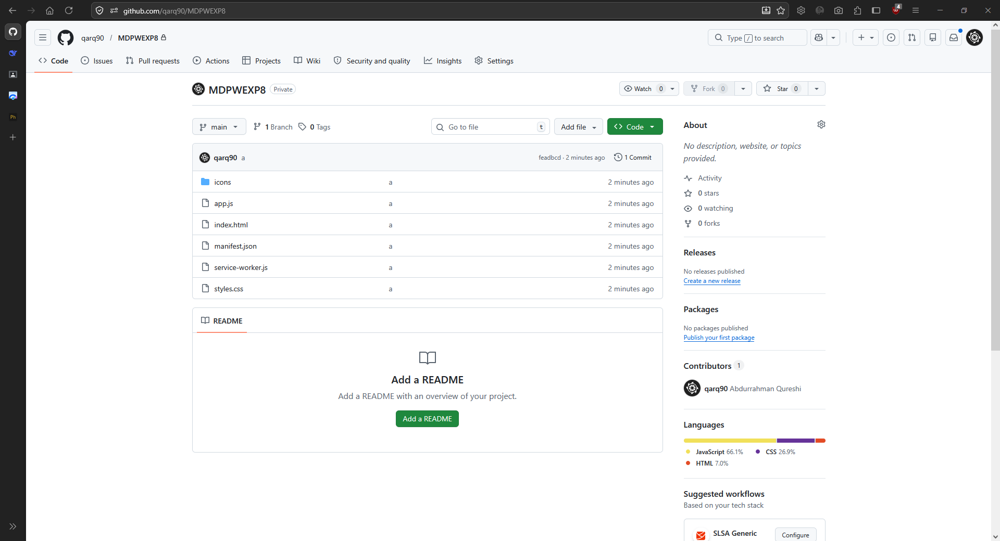 github.com/qarq90/MDPWEXP8
4
Ph
qarq90 / MDPWEXP8
Type / to search
Code
Issues
Pull requests
Actions
Projects
Wiki
Security and quality
Insights
Settings
MDPWEXP8
Private
Watch 0
Fork 0
Star 0
main
1 Branch
0 Tags
Go to file
t
Add file
Code
qarq90 a
feadbcd · 2 minutes ago
1 Commit
icons a 2 minutes ago
app.js a 2 minutes ago
index.html a 2 minutes ago
manifest.json a 2 minutes ago
service-worker.js a 2 minutes ago
styles.css a 2 minutes ago
README
Add a README
Add a README with an overview of your project.
Add a README
About
No description, website, or topics
provided.
Activity
0 stars
0 watching
0 forks
Releases
No releases published
Create a new release
Packages
No packages published
Publish your first package
Contributors 1
qarq90 Abdurrahman Qureshi
Languages
JavaScript 66.1%
CSS 26.9%
HTML 7.0%
Suggested workflows
Based on your tech stack
SLSA Generic
Configure